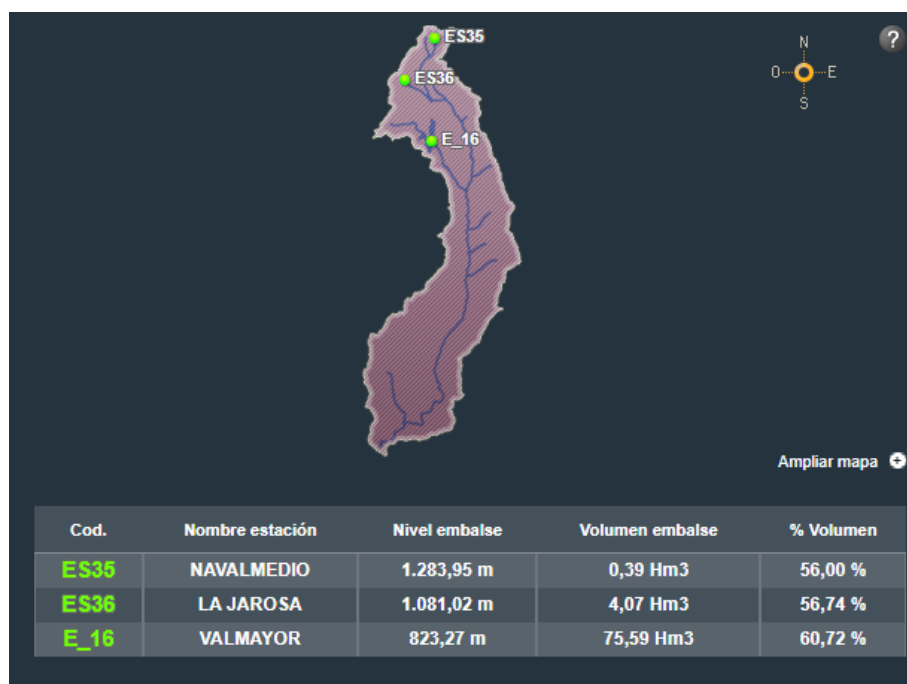 ES35
ES36
E_16
N
O E
S
?
Ampliar mapa +
Cod. Nombre estación Nivel embalse Volumen embalse % Volumen
ES35 NAVALMEDIO 1.283,95 m 0,39 Hm3 56,00 %
ES36 LA JAROSA 1.081,02 m 4,07 Hm3 56,74 %
E_16 VALMAYOR 823,27 m 75,59 Hm3 60,72 %